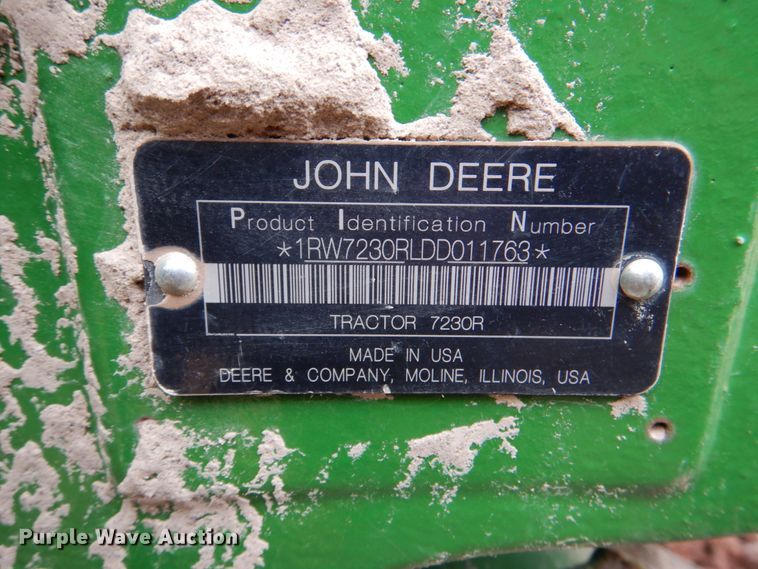 JOHN DEERE
Product Identification Number
*1RW7230RLDD011763*
TRACTOR 7230R
MADE IN USA
DEERE & COMPANY, MOLINE, ILLINOIS, USA
Purple Wave Auction